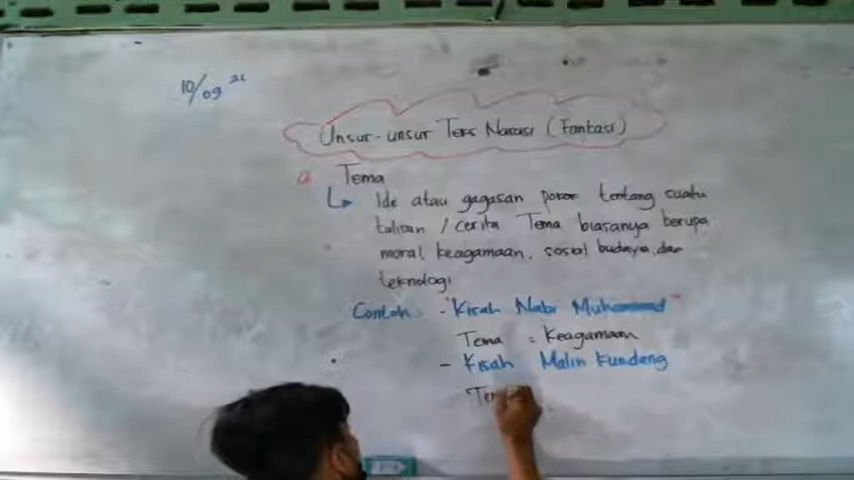 10/09 21
Unsur-unsur Teks Narasi (Fantasi)
a Tema
Ide atau gagasan pokok tentang suatu
tulisan / cerita Tema biasanya berupa
moral keagamaan, sosial budaya, dan
teknologi
Contoh : - "Kisah Nabi Muhammad"
Tema : Keagamaan
- Kisah Malin Kundang
Tem